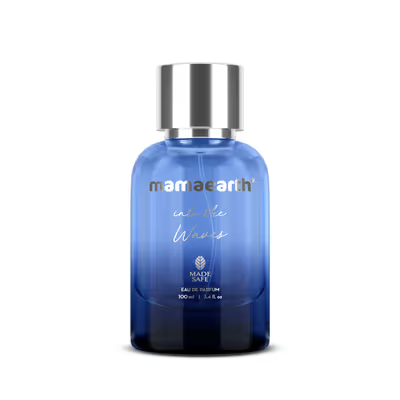 mamaearth®
into the
Waves
MADE
SAFE
EAU DE PARFUM
100 ml | 3.4 fl. oz